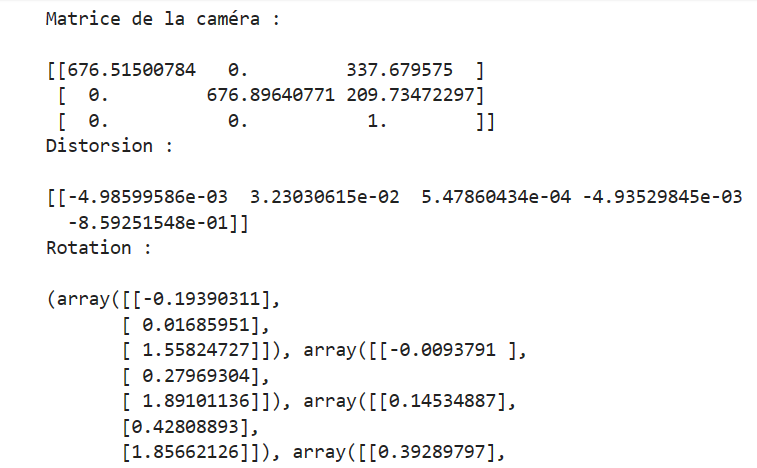 Matrice de la caméra :
[[676.51500784   0.         337.679575  ]
 [  0.         676.89640771 209.73472297]
 [  0.           0.           1.        ]]
Distorsion :
[[-4.98599586e-03  3.23030615e-02  5.47860434e-04 -4.93529845e-03
  -8.59251548e-01]]
Rotation :
(array([[-0.19390311],
       [ 0.01685951],
       [ 1.55824727]]), array([[-0.0093791 ],
       [ 0.27969304],
       [ 1.89101136]]), array([[0.14534887],
       [0.42808893],
       [1.85662126]]), array([[0.39289797],